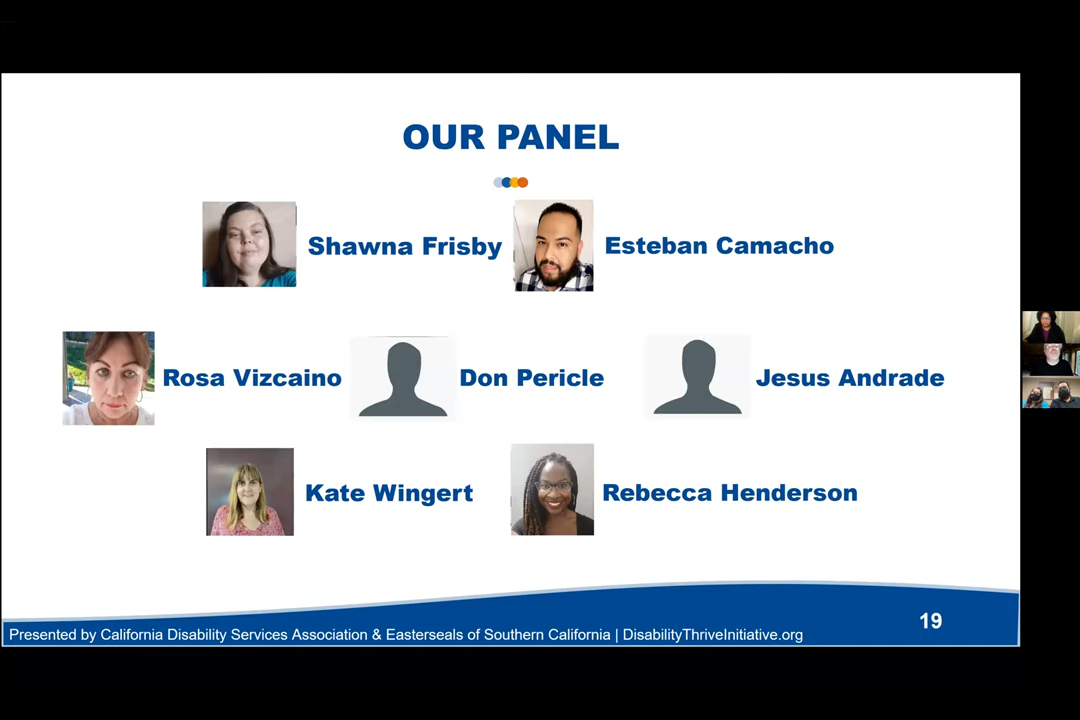 OUR PANEL
Shawna Frisby
Esteban Camacho
Rosa Vizcaino
Don Pericle
Jesus Andrade
Kate Wingert
Rebecca Henderson
19
Presented by California Disability Services Association & Easterseals of Southern California | DisabilityThriveInitiative.org